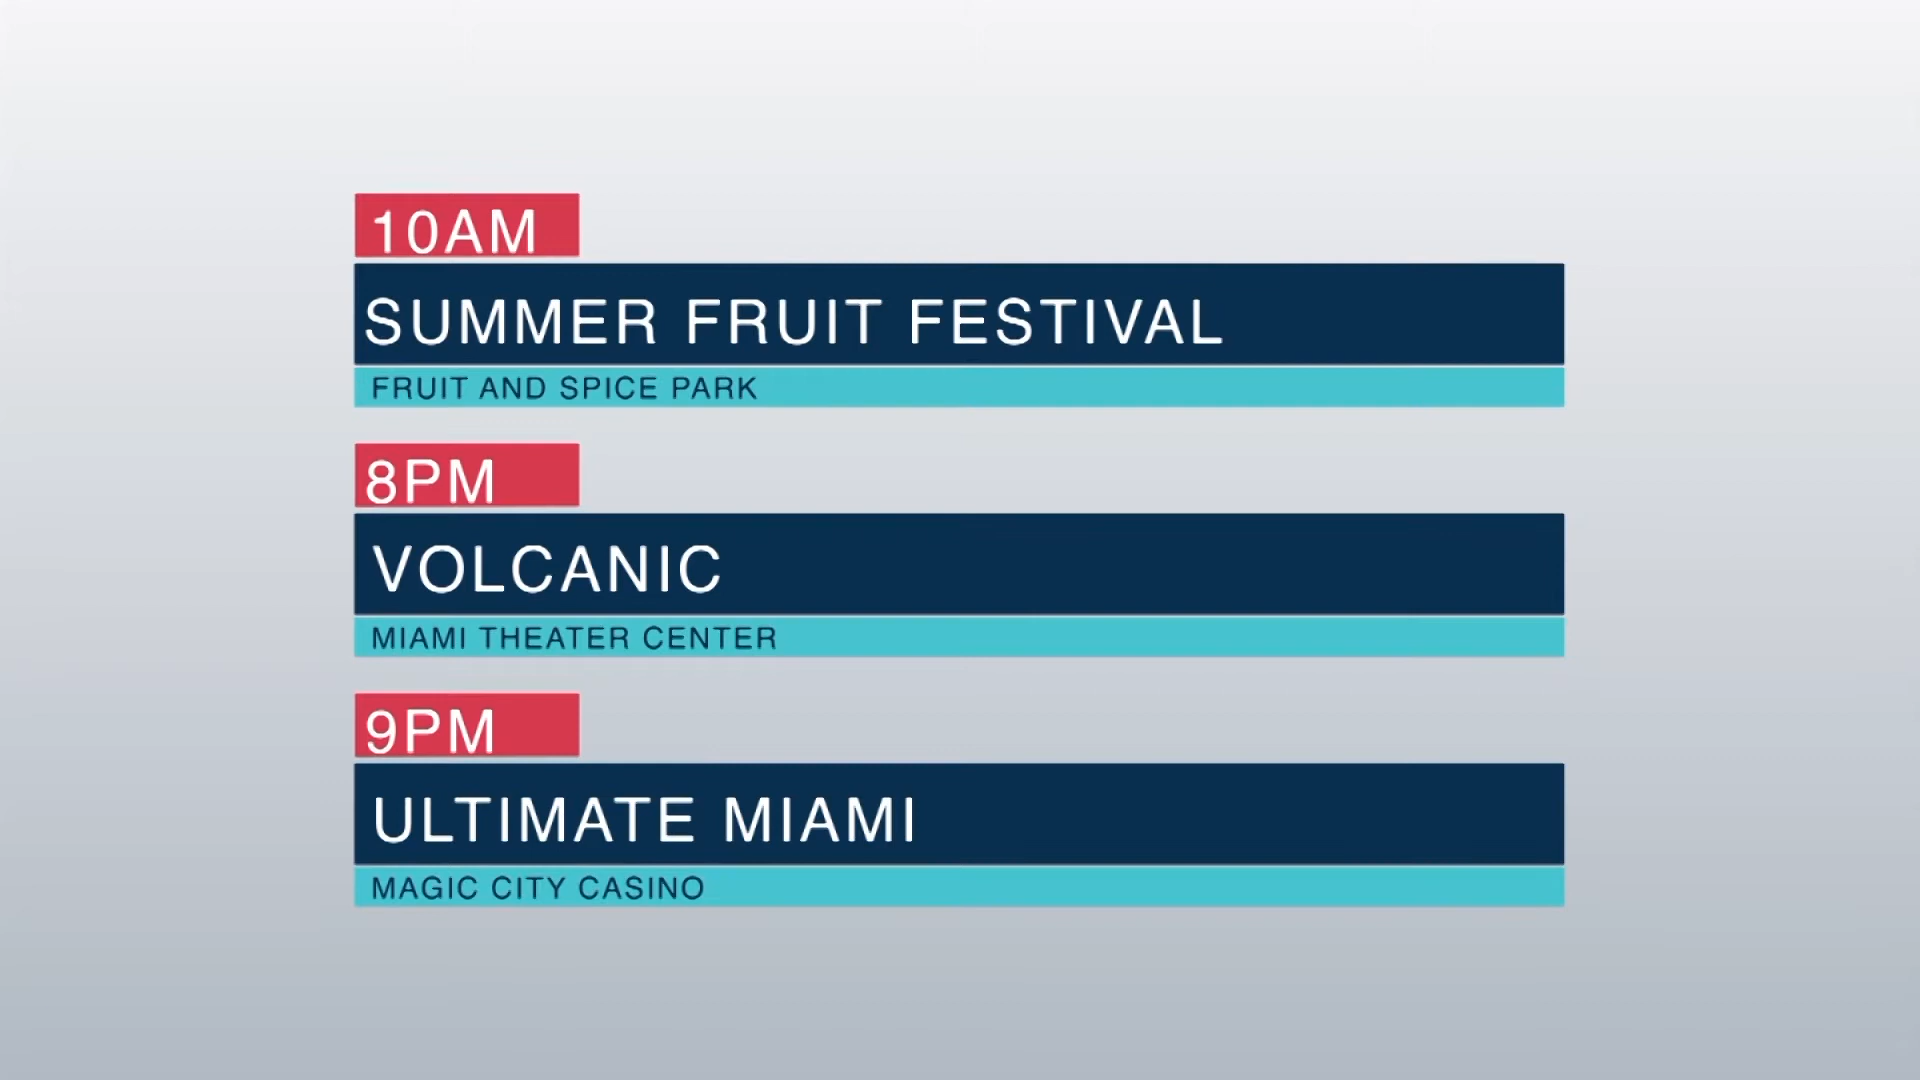 10AM
SUMMER FRUIT FESTIVAL
FRUIT AND SPICE PARK
8PM
VOLCANIC
MIAMI THEATER CENTER
9PM
ULTIMATE MIAMI
MAGIC CITY CASINO